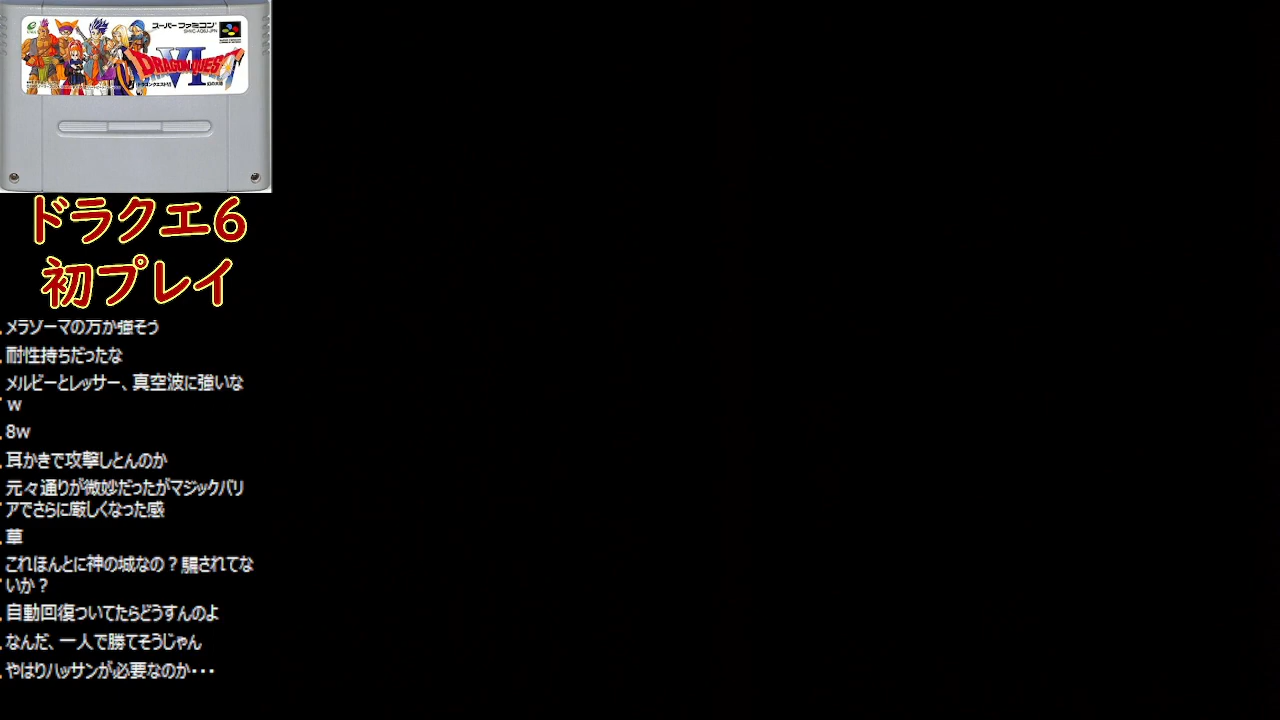 スーパーファミコン
SHVC-AQ6J-JPN
DRAGON QUEST
VI
ドラクエ6
初プレイ
メラゾーマの方が強そう
耐性持ちだったな
メルビーとレッサー、真空波に強いな
w
8w
耳かきで攻撃しとんのか
元々通りが微妙だったがマジックバリ
アでさらに厳しくなった感
草
これほんとに神の城なの？騙されてな
いか？
自動回復ついてたらどうすんのよ
なんだ、一人で勝てそうじゃん
やはりハッサンが必要なのか・・・